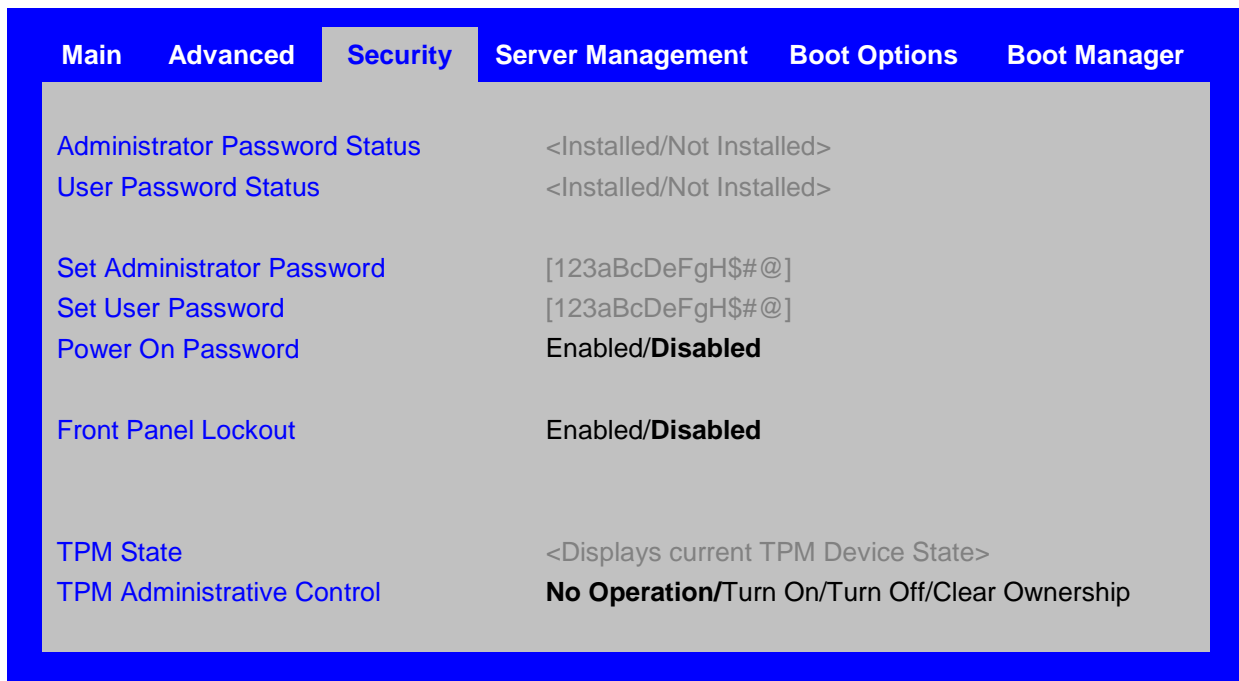 Main Advanced Security Server Management Boot Options Boot Manager
Administrator Password Status <Installed/Not Installed>
User Password Status <Installed/Not Installed>
Set Administrator Password [123aBcDeFgH$#@]
Set User Password [123aBcDeFgH$#@]
Power On Password Enabled/Disabled
Front Panel Lockout Enabled/Disabled
TPM State <Displays current TPM Device State>
TPM Administrative Control No Operation/Turn On/Turn Off/Clear Ownership